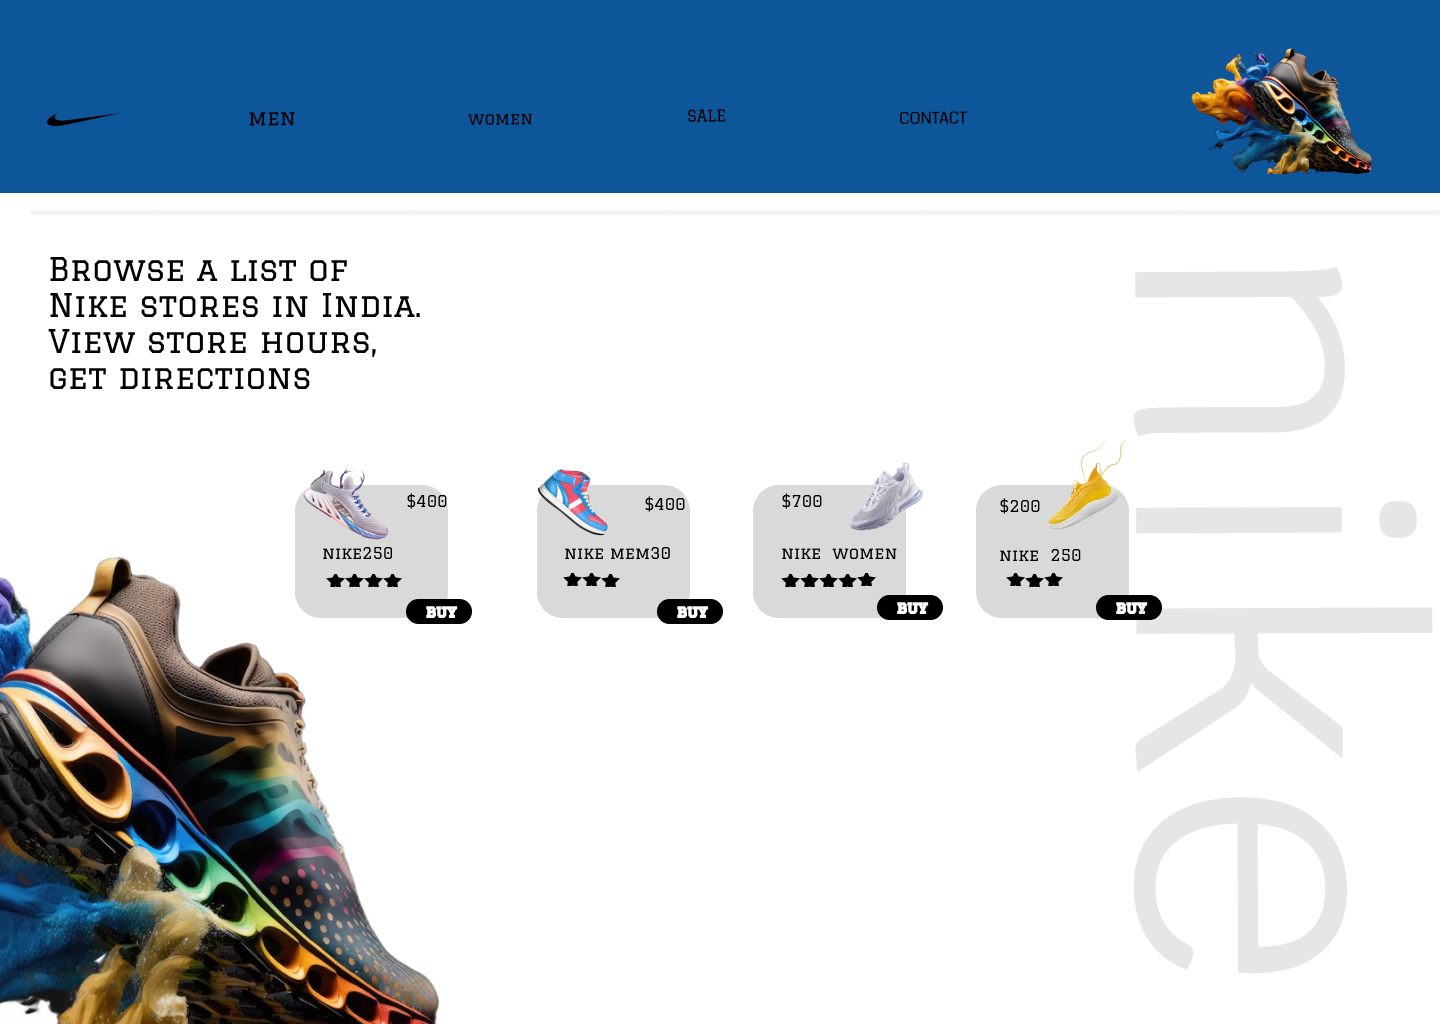 MEN
WOMEN
SALE
CONTACT
Browse a list of
Nike stores in India.
View store hours,
get directions
$400
nike250
BUY
$400
nike mem30
BUY
$700
nike women
BUY
$200
nike 250
BUY
nike